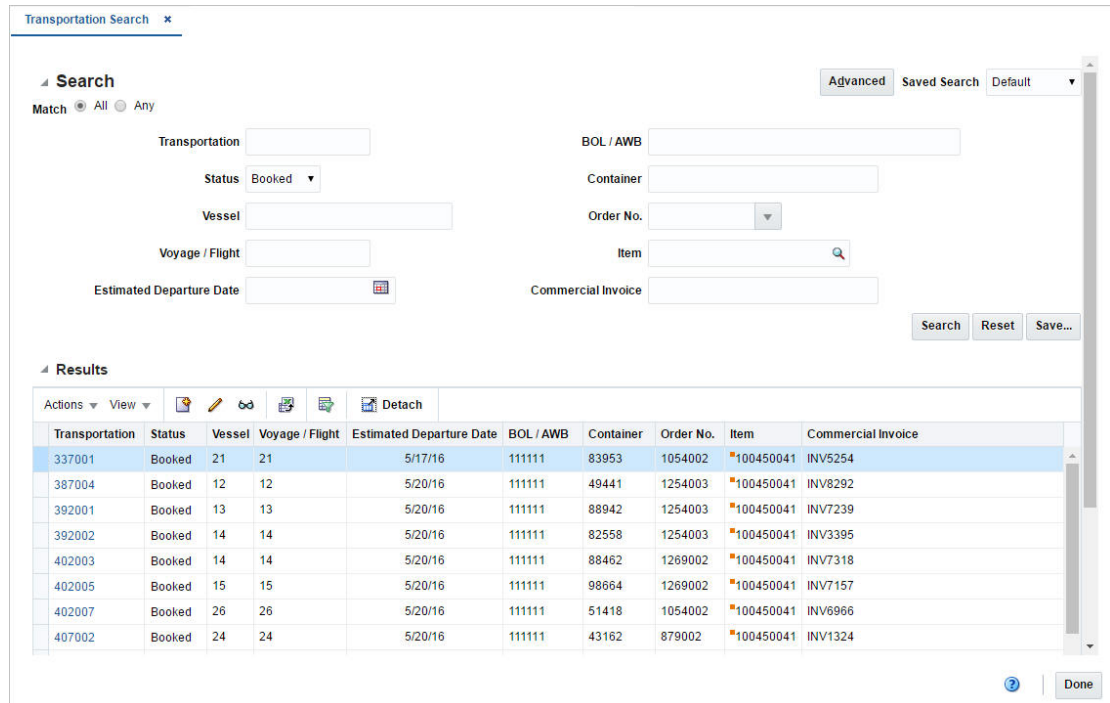 Transportation Search ×
Search
Advanced Saved Search Default
Match All Any
Transportation BOL / AWB
Status Booked Container
Vessel Order No.
Voyage / Flight Item
Estimated Departure Date Commercial Invoice
Search Reset Save...
Results
Actions View Detach
Transportation Status Vessel Voyage / Flight Estimated Departure Date BOL / AWB Container Order No. Item Commercial Invoice
337001 Booked 21 21 5/17/16 111111 83953 1054002 100450041 INV5254
387004 Booked 12 12 5/20/16 111111 49441 1254003 100450041 INV8292
392001 Booked 13 13 5/20/16 111111 88942 1254003 100450041 INV7239
392002 Booked 14 14 5/20/16 111111 82558 1254003 100450041 INV3395
402003 Booked 14 14 5/20/16 111111 88462 1269002 100450041 INV7318
402005 Booked 15 15 5/20/16 111111 98664 1269002 100450041 INV7157
402007 Booked 26 26 5/20/16 111111 51418 1054002 100450041 INV6966
407002 Booked 24 24 5/20/16 111111 43162 879002 100450041 INV1324
? Done